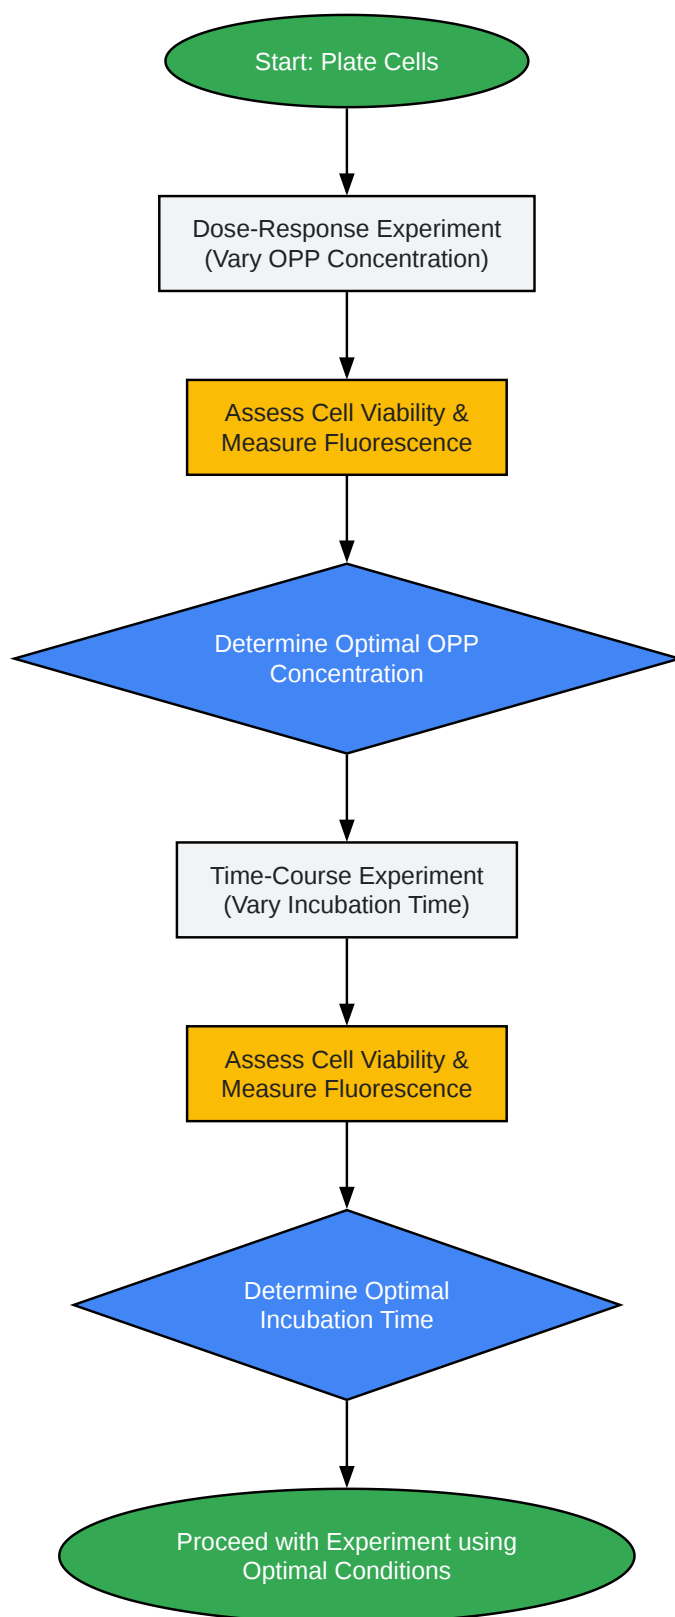 Start: Plate Cells
Dose-Response Experiment
(Vary OPP Concentration)
Assess Cell Viability &
Measure Fluorescence
Determine Optimal OPP
Concentration
Time-Course Experiment
(Vary Incubation Time)
Assess Cell Viability &
Measure Fluorescence
Determine Optimal
Incubation Time
Proceed with Experiment using
Optimal Conditions